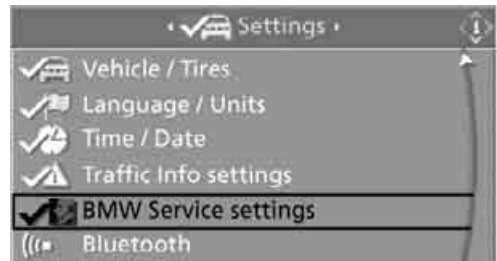 Settings
Vehicle / Tires
Language / Units
Time / Date
Traffic Info settings
BMW Service settings
Bluetooth